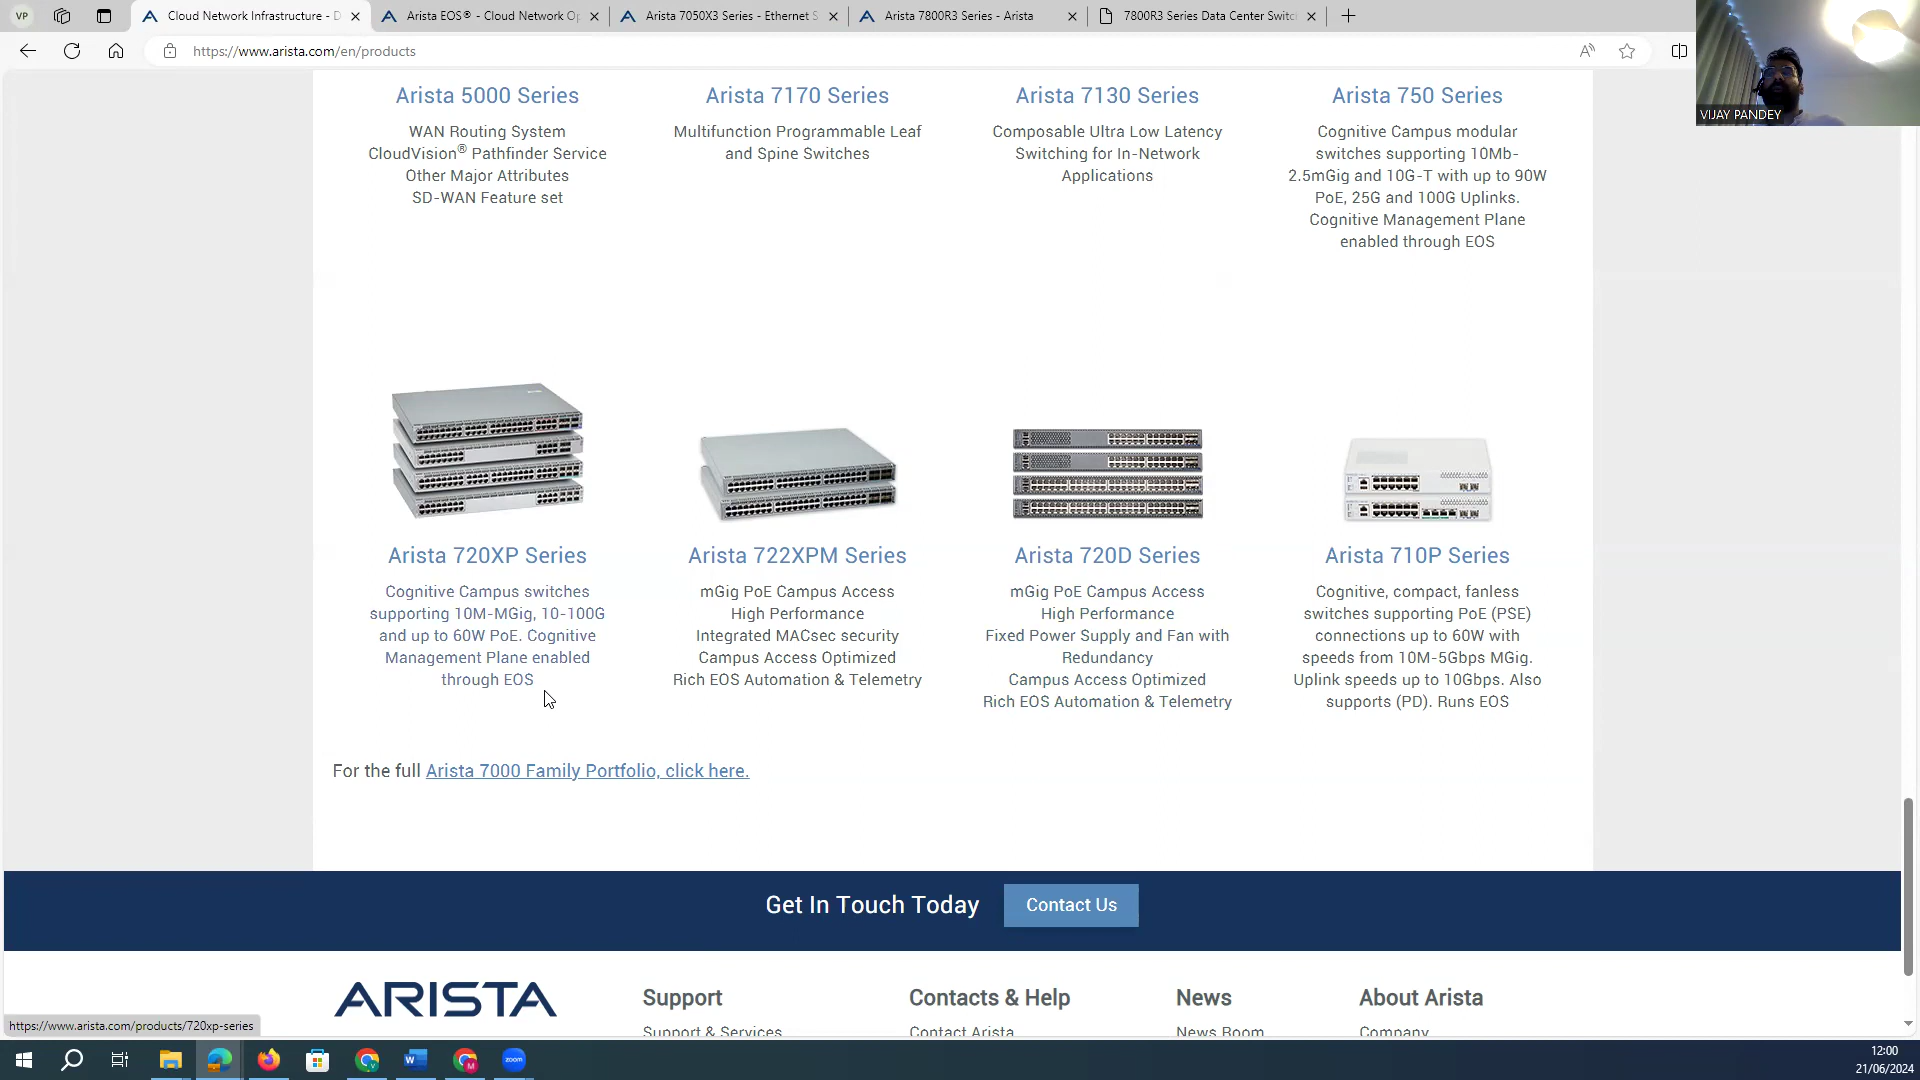 VP
Cloud Network Infrastructure - D
Arista EOS® - Cloud Network Op
Arista 7050X3 Series - Ethernet S
Arista 7800R3 Series - Arista
7800R3 Series Data Center Switc
https://www.arista.com/en/products
VIJAY PANDEY
Arista 5000 Series
WAN Routing System
CloudVision® Pathfinder Service
Other Major Attributes
SD-WAN Feature set
Arista 7170 Series
Multifunction Programmable Leaf
and Spine Switches
Arista 7130 Series
Composable Ultra Low Latency
Switching for In-Network
Applications
Arista 750 Series
Cognitive Campus modular
switches supporting 10Mb-
2.5mGig and 10G-T with up to 90W
PoE, 25G and 100G Uplinks.
Cognitive Management Plane
enabled through EOS
Arista 720XP Series
Cognitive Campus switches
supporting 10M-MGig, 10-100G
and up to 60W PoE. Cognitive
Management Plane enabled
through EOS
Arista 722XPM Series
mGig PoE Campus Access
High Performance
Integrated MACsec security
Campus Access Optimized
Rich EOS Automation & Telemetry
Arista 720D Series
mGig PoE Campus Access
High Performance
Fixed Power Supply and Fan with
Redundancy
Campus Access Optimized
Rich EOS Automation & Telemetry
Arista 710P Series
Cognitive, compact, fanless
switches supporting PoE (PSE)
connections up to 60W with
speeds from 10M-5Gbps MGig.
Uplink speeds up to 10Gbps. Also
supports (PD). Runs EOS
For the full Arista 7000 Family Portfolio, click here.
Get In Touch Today
Contact Us
ARISTA
Support
Support & Services
Contacts & Help
Contact Arista
News
News Room
About Arista
Company
https://www.arista.com/products/720xp-series
zoom
12:00
21/06/2024